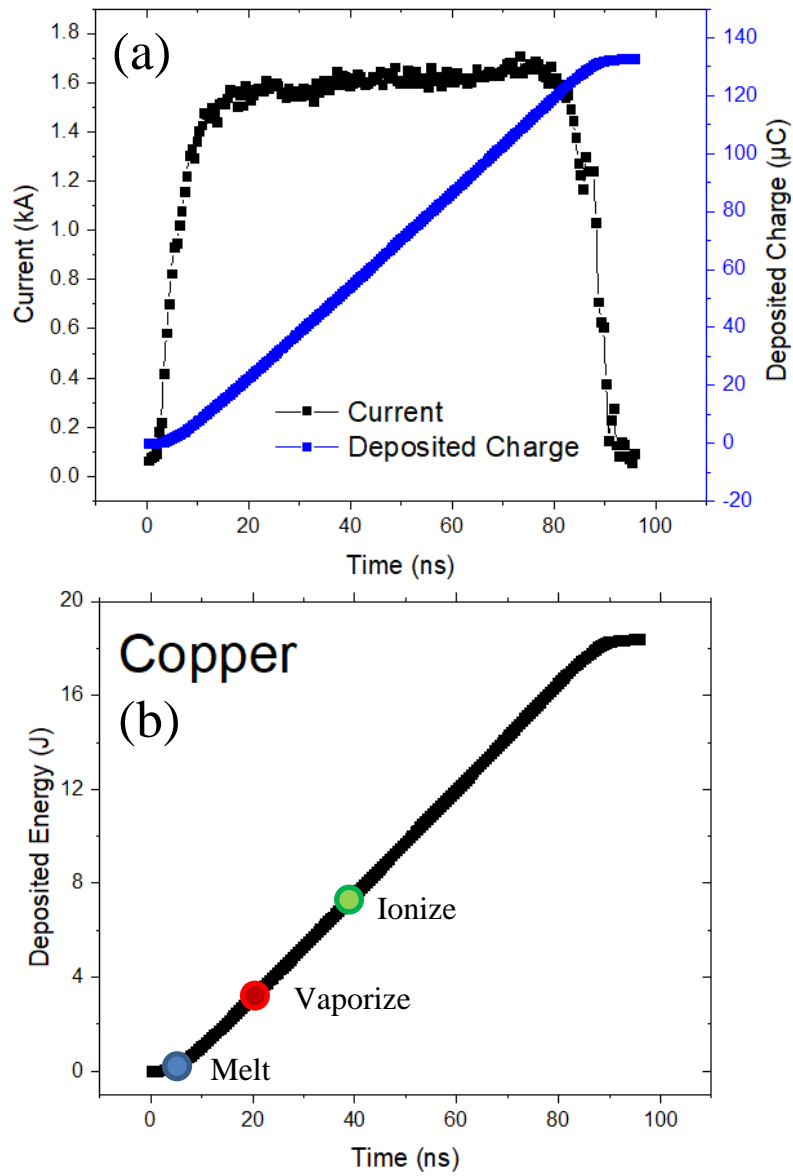 (a)
1.8
1.6
1.4
1.2
1.0
0.8
0.6
0.4
0.2
0.0
Current (kA)
140
120
100
80
60
40
20
0
-20
Deposited Charge (µC)
Current
Deposited Charge
0 20 40 60 80 100
Time (ns)
Copper
(b)
20
16
12
8
4
0
Deposited Energy (J)
Ionize
Vaporize
Melt
0 20 40 60 80 100
Time (ns)